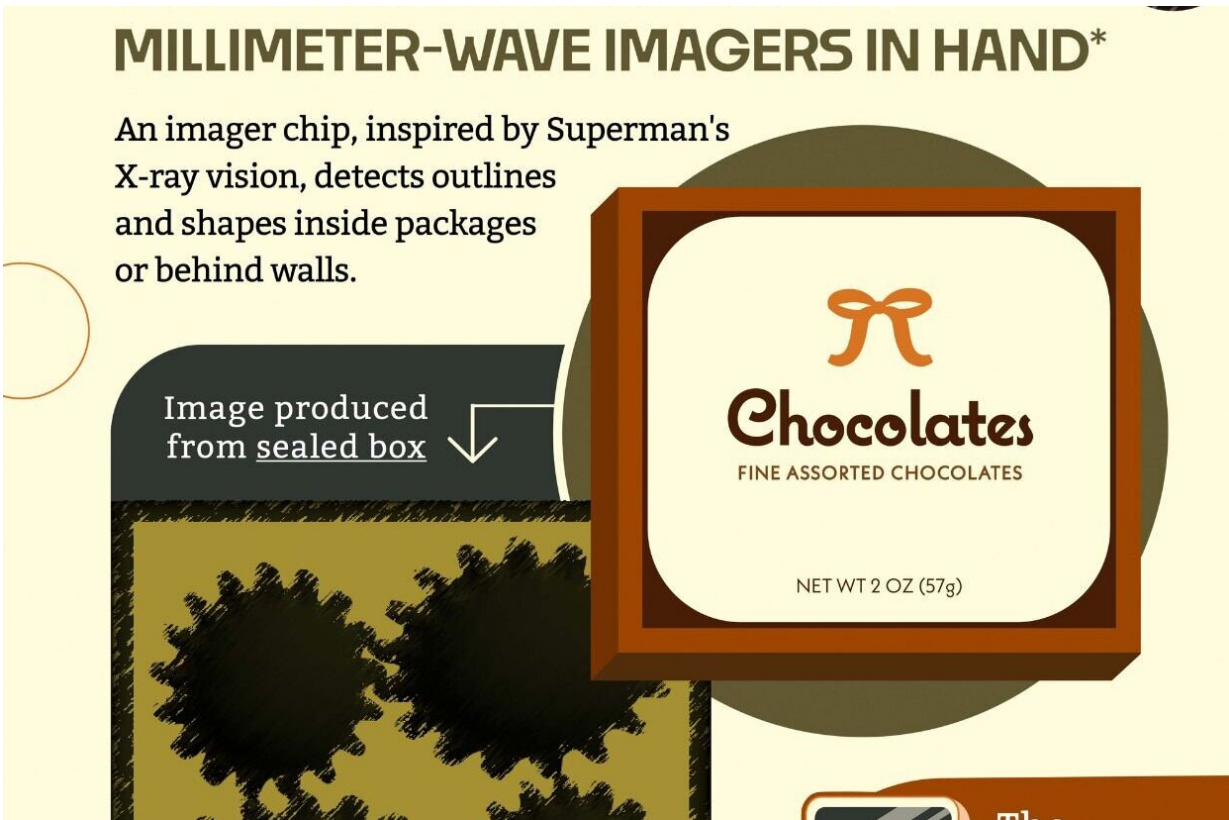 MILLIMETER-WAVE IMAGERS IN HAND*
An imager chip, inspired by Superman's
X-ray vision, detects outlines
and shapes inside packages
or behind walls.
Image produced
from sealed box
Chocolates
FINE ASSORTED CHOCOLATES
NET WT 2 OZ (57g)
The